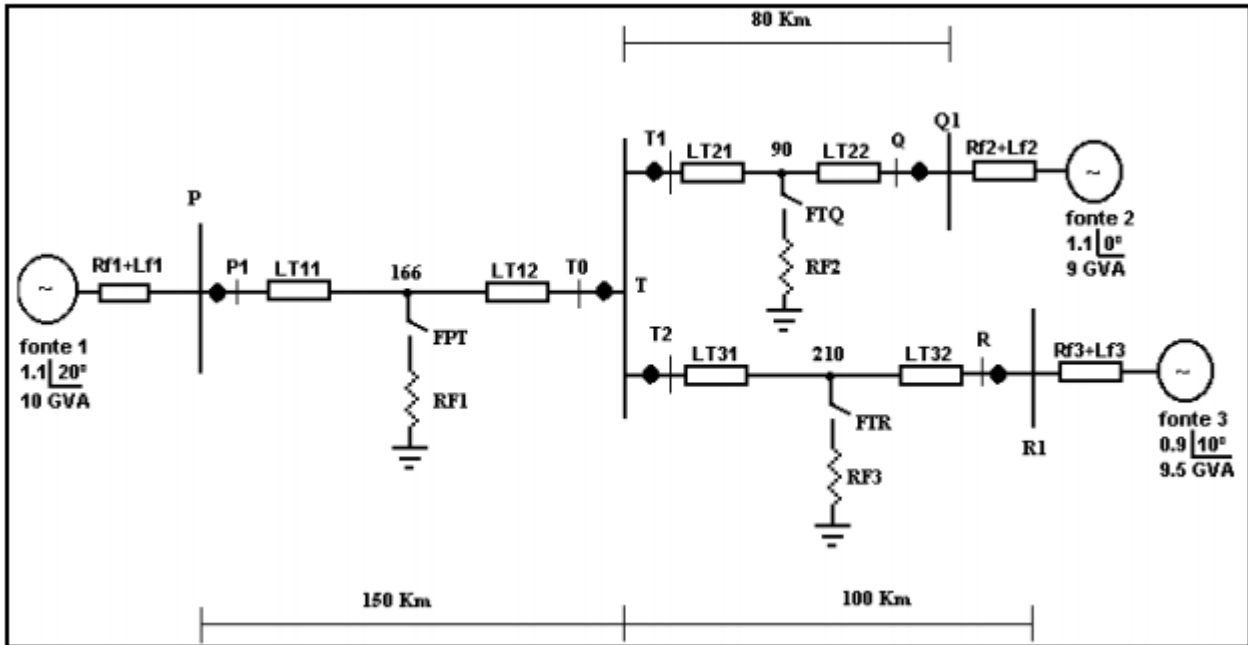 80 Km
Q1
T1
LT21
90
LT22
Q
Rf2+Lf2
~
FTQ
RF2
fonte 2
1.1 0°
9 GVA
P
Rf1+Lf1
P1
LT11
166
LT12
T0
T
~
FPT
RF1
fonte 1
1.1 20°
10 GVA
T2
LT31
210
LT32
R
Rf3+Lf3
~
FTR
RF3
R1
fonte 3
0.9 10°
9.5 GVA
150 Km
100 Km